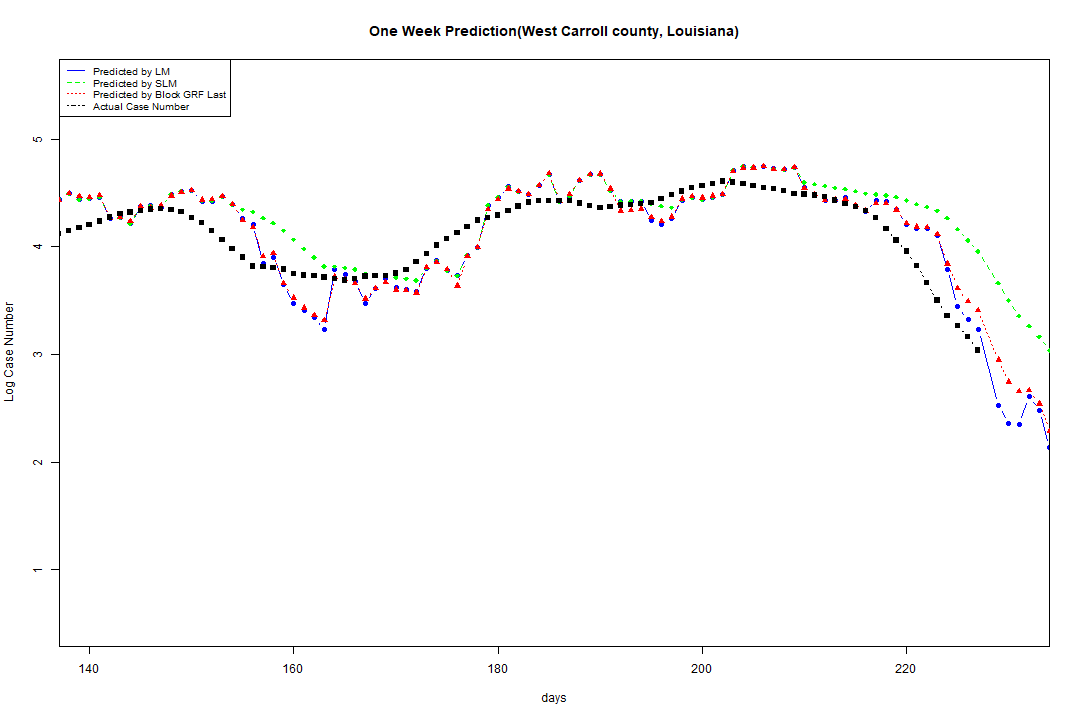 One Week Prediction(West Carroll county, Louisiana)
Predicted by LM
Predicted by SLM
Predicted by Block GRF Last
Actual Case Number
5
4
3
2
1
Log Case Number
140 160 180 200 220
days